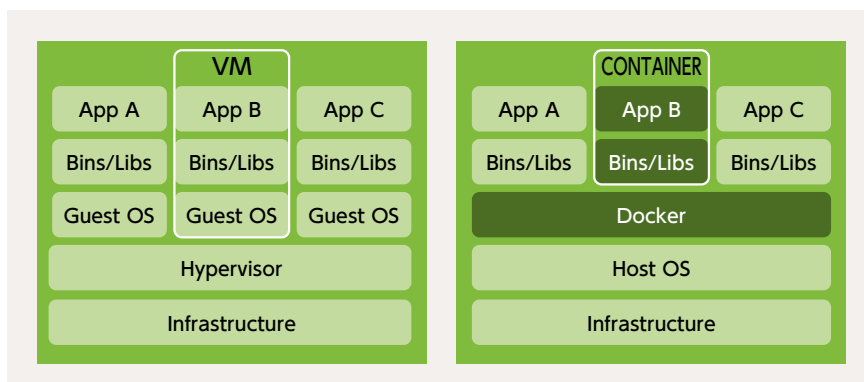 VM
App A App B App C
Bins/Libs Bins/Libs Bins/Libs
Guest OS Guest OS Guest OS
Hypervisor
Infrastructure
CONTAINER
App A App B App C
Bins/Libs Bins/Libs Bins/Libs
Docker
Host OS
Infrastructure